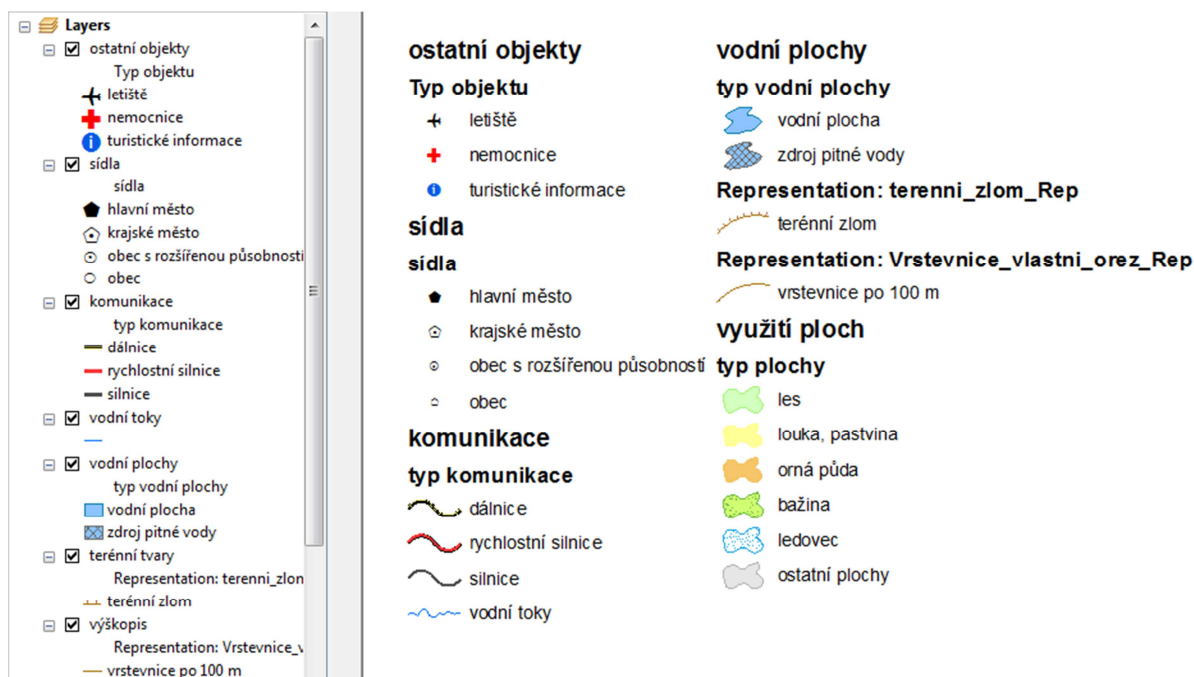 Layers
ostatní objekty
Typ objektu
letiště
nemocnice
turistické informace
sídla
sídla
hlavní město
krajské město
obec s rozšířenou působností
obec
komunikace
typ komunikace
dálnice
rychlostní silnice
silnice
vodní toky
vodní plochy
typ vodní plochy
vodní plocha
zdroj pitné vody
terénní tvary
Representation: terenni_zlon
terénní zlom
výškopis
Representation: Vrstevnice_v
vrstevnice po 100 m
ostatní objekty
Typ objektu
letiště
nemocnice
turistické informace
sídla
sídla
hlavní město
krajské město
obec s rozšířenou působností
obec
komunikace
typ komunikace
dálnice
rychlostní silnice
silnice
vodní toky
vodní plochy
typ vodní plochy
vodní plocha
zdroj pitné vody
Representation: terenni_zlom_Rep
terénní zlom
Representation: Vrstevnice_vlastni_orez_Rep
vrstevnice po 100 m
využití ploch
typ plochy
les
louka, pastvina
orná půda
bažina
ledovec
ostatní plochy